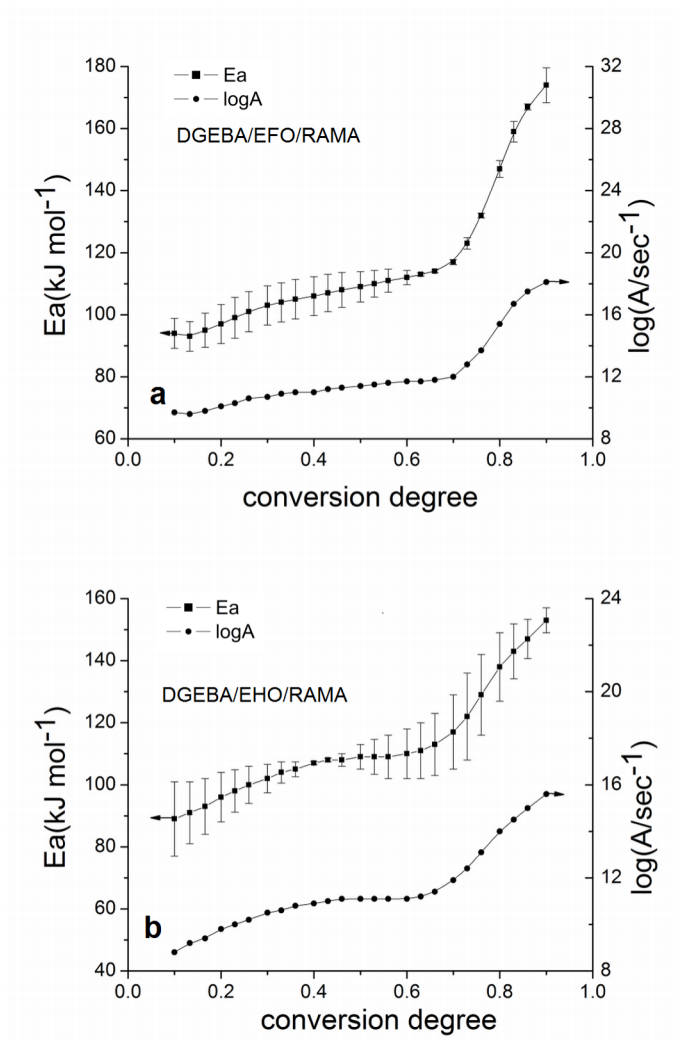 Ea
logA
DGEBA/EFO/RAMA
180
160
140
120
100
80
60
Ea(kJ mol-1)
32
28
24
20
16
12
8
log(A/sec-1)
a
0.0 0.2 0.4 0.6 0.8 1.0
conversion degree
Ea
logA
DGEBA/EHO/RAMA
160
140
120
100
80
60
40
Ea(kJ mol-1)
24
20
16
12
8
log(A/sec-1)
b
0.0 0.2 0.4 0.6 0.8 1.0
conversion degree